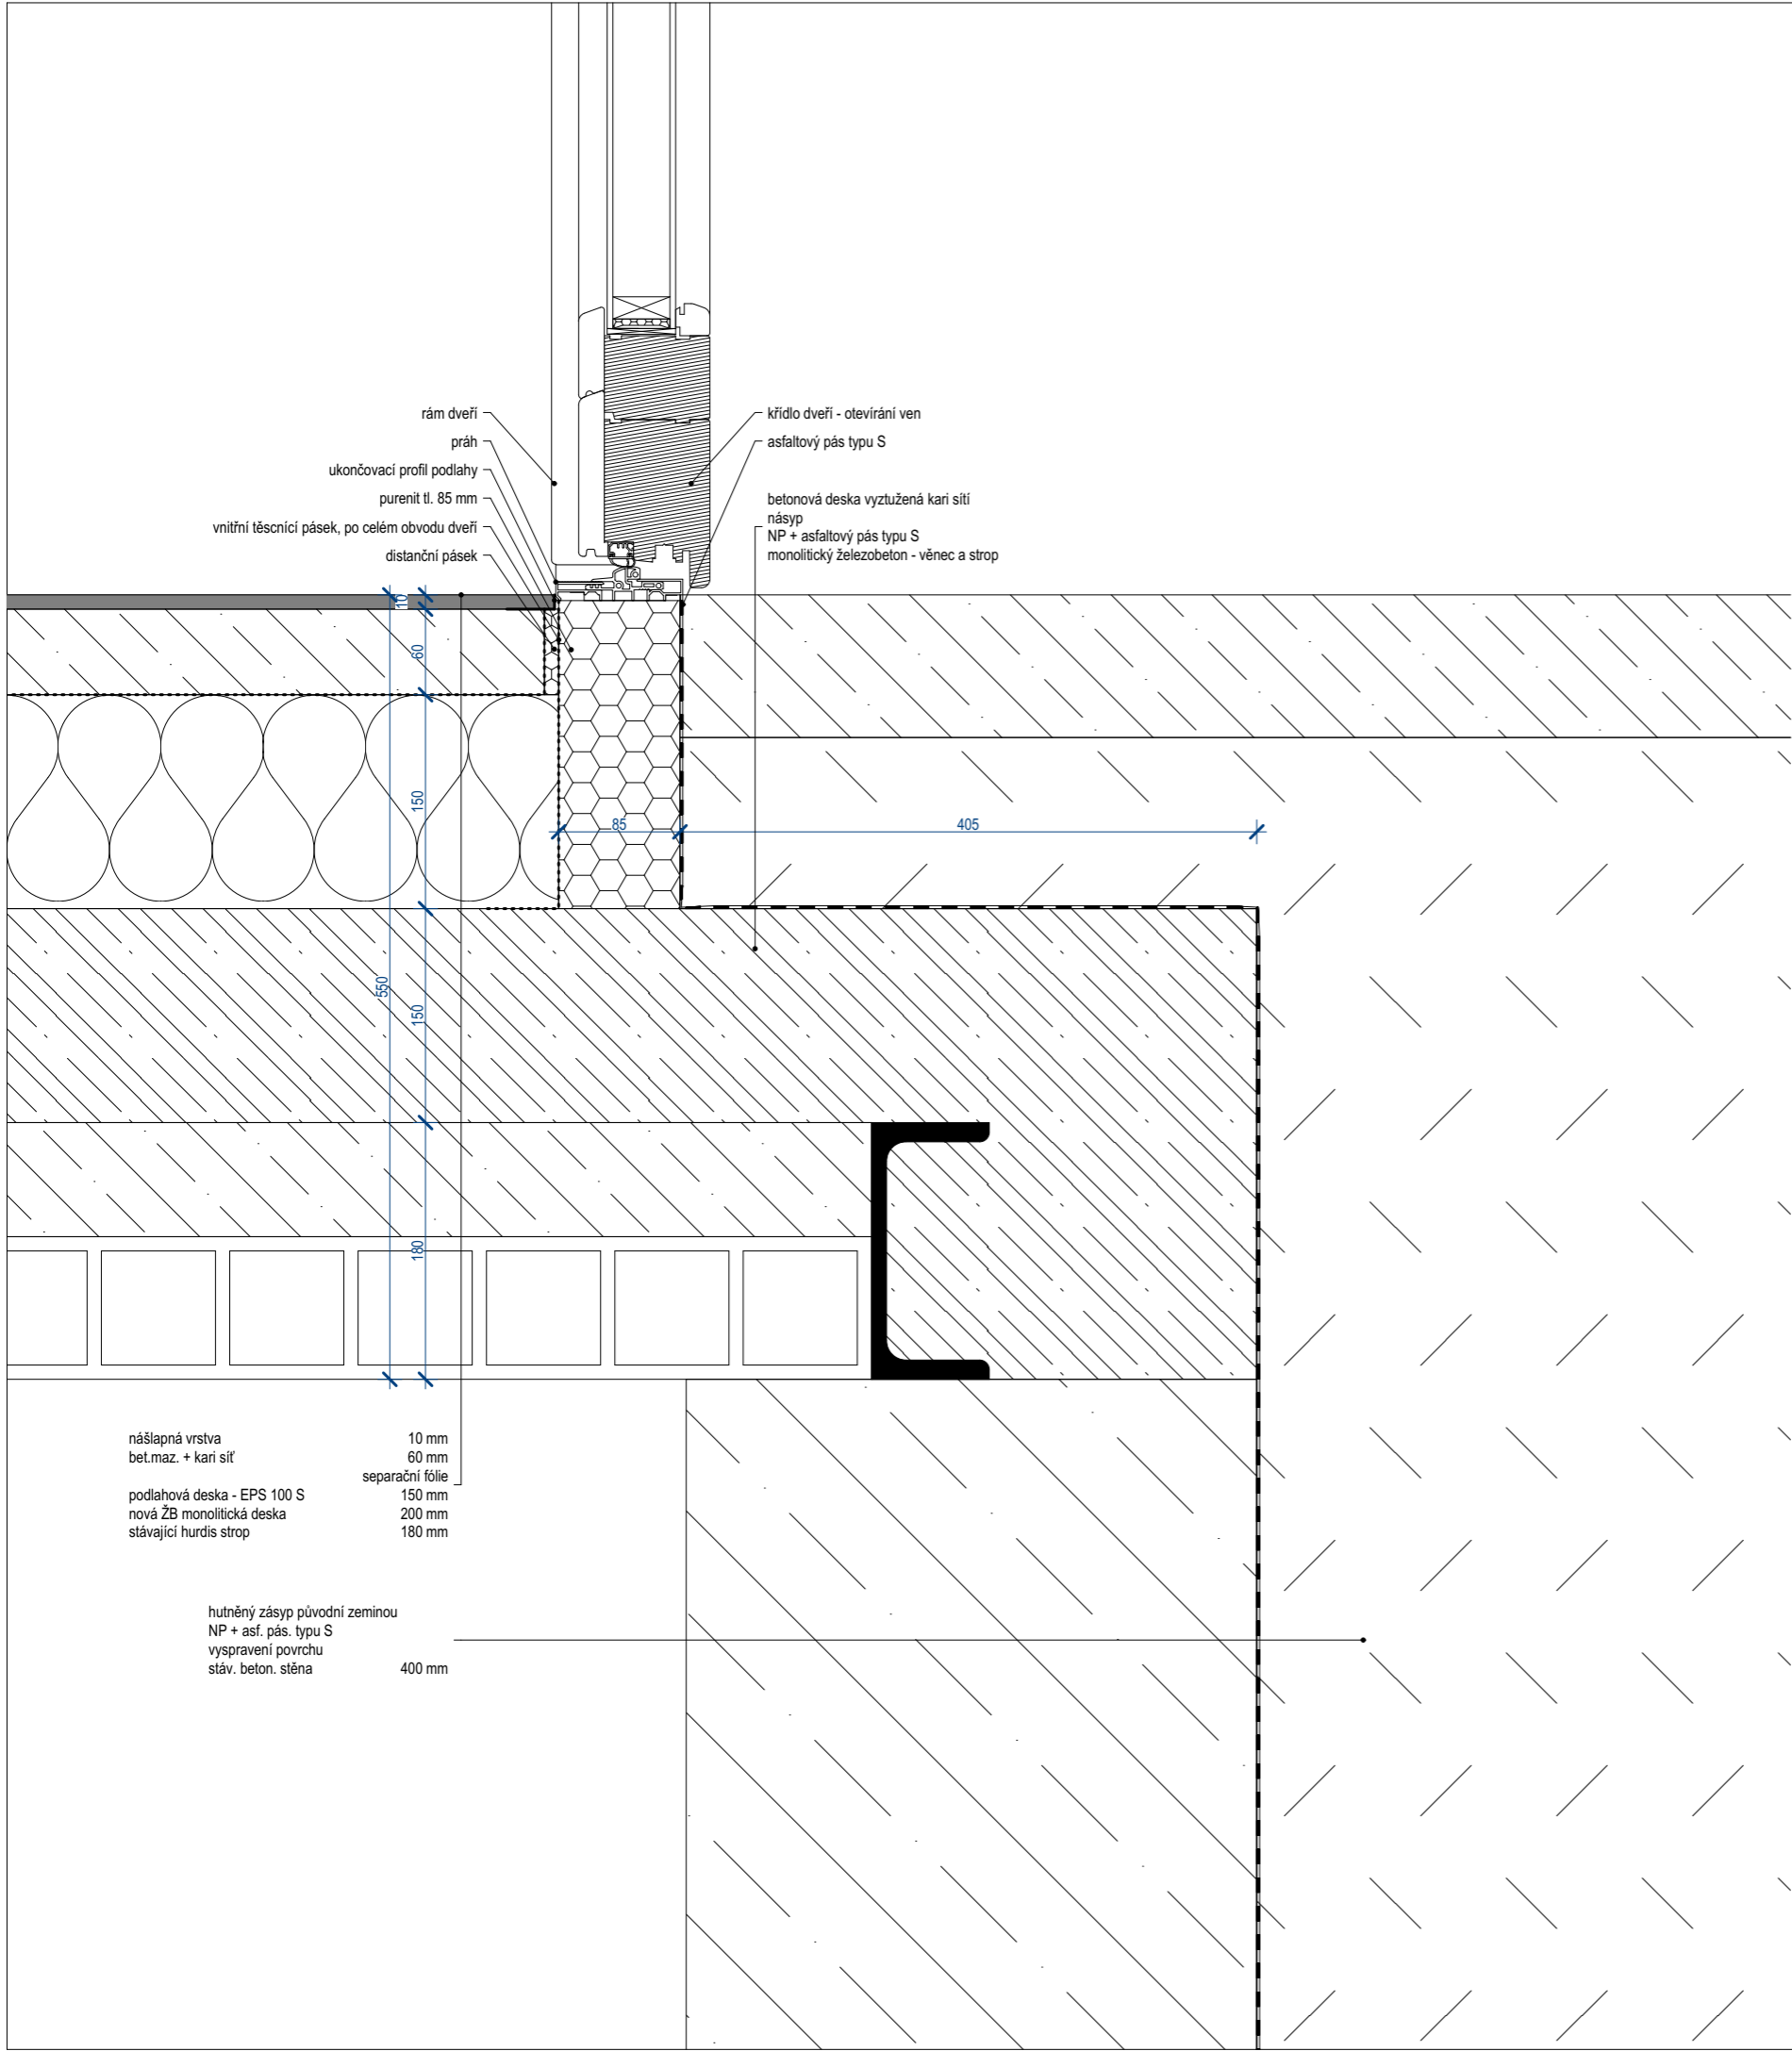 rám dveří
práh
ukončovací profil podlahy
purenit tl. 85 mm
vnitřní těscnící pásek, po celém obvodu dveří
distanční pásek
křídlo dveří - otevírání ven
asfaltový pás typu S
betonová deska vyztužená kari sítí
násyp
NP + asfaltový pás typu S
monolitický železobeton - věnec a strop
10
60
150
85
405
550
150
180
nášlapná vrstva 10 mm
bet.maz. + kari síť 60 mm
separační fólie
podlahová deska - EPS 100 S 150 mm
nová ŽB monolitická deska 200 mm
stávající hurdis strop 180 mm
hutněný zásyp původní zeminou
NP + asf. pás. typu S
vyspravení povrchu
stáv. beton. stěna 400 mm